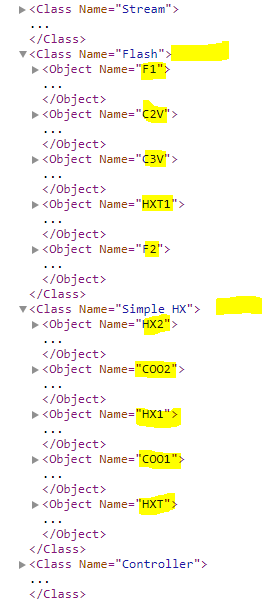 ▶<Class Name="Stream">
...
</Class>
▼<Class Name="Flash">
▶<Object Name="F1">
...
</Object>
▶<Object Name="C2V">
...
</Object>
▶<Object Name="C3V">
...
</Object>
▶<Object Name="HXT1">
...
</Object>
▶<Object Name="F2">
...
</Object>
</Class>
▼<Class Name="Simple HX">
▶<Object Name="HX2">
...
</Object>
▶<Object Name="COO2">
...
</Object>
▶<Object Name="HX1">
...
</Object>
▶<Object Name="COO1">
...
</Object>
▶<Object Name="HXT">
...
</Object>
</Class>
▶<Class Name="Controller">
...
</Class>